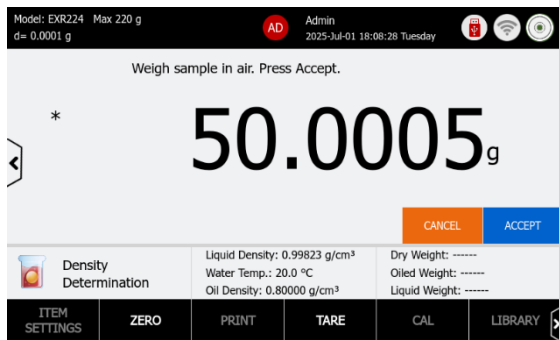 Model: EXR224 Max 220 g
d= 0.0001 g
AD
Admin
2025-Jul-01 18:08:28 Tuesday
Weigh sample in air. Press Accept.
*
50.0005 g
CANCEL
ACCEPT
Density
Determination
Liquid Density: 0.99823 g/cm³
Water Temp.: 20.0 ºC
Oil Density: 0.80000 g/cm³
Dry Weight: ------
Oiled Weight: ------
Liquid Weight: ------
ITEM
SETTINGS
ZERO
PRINT
TARE
CAL
LIBRARY